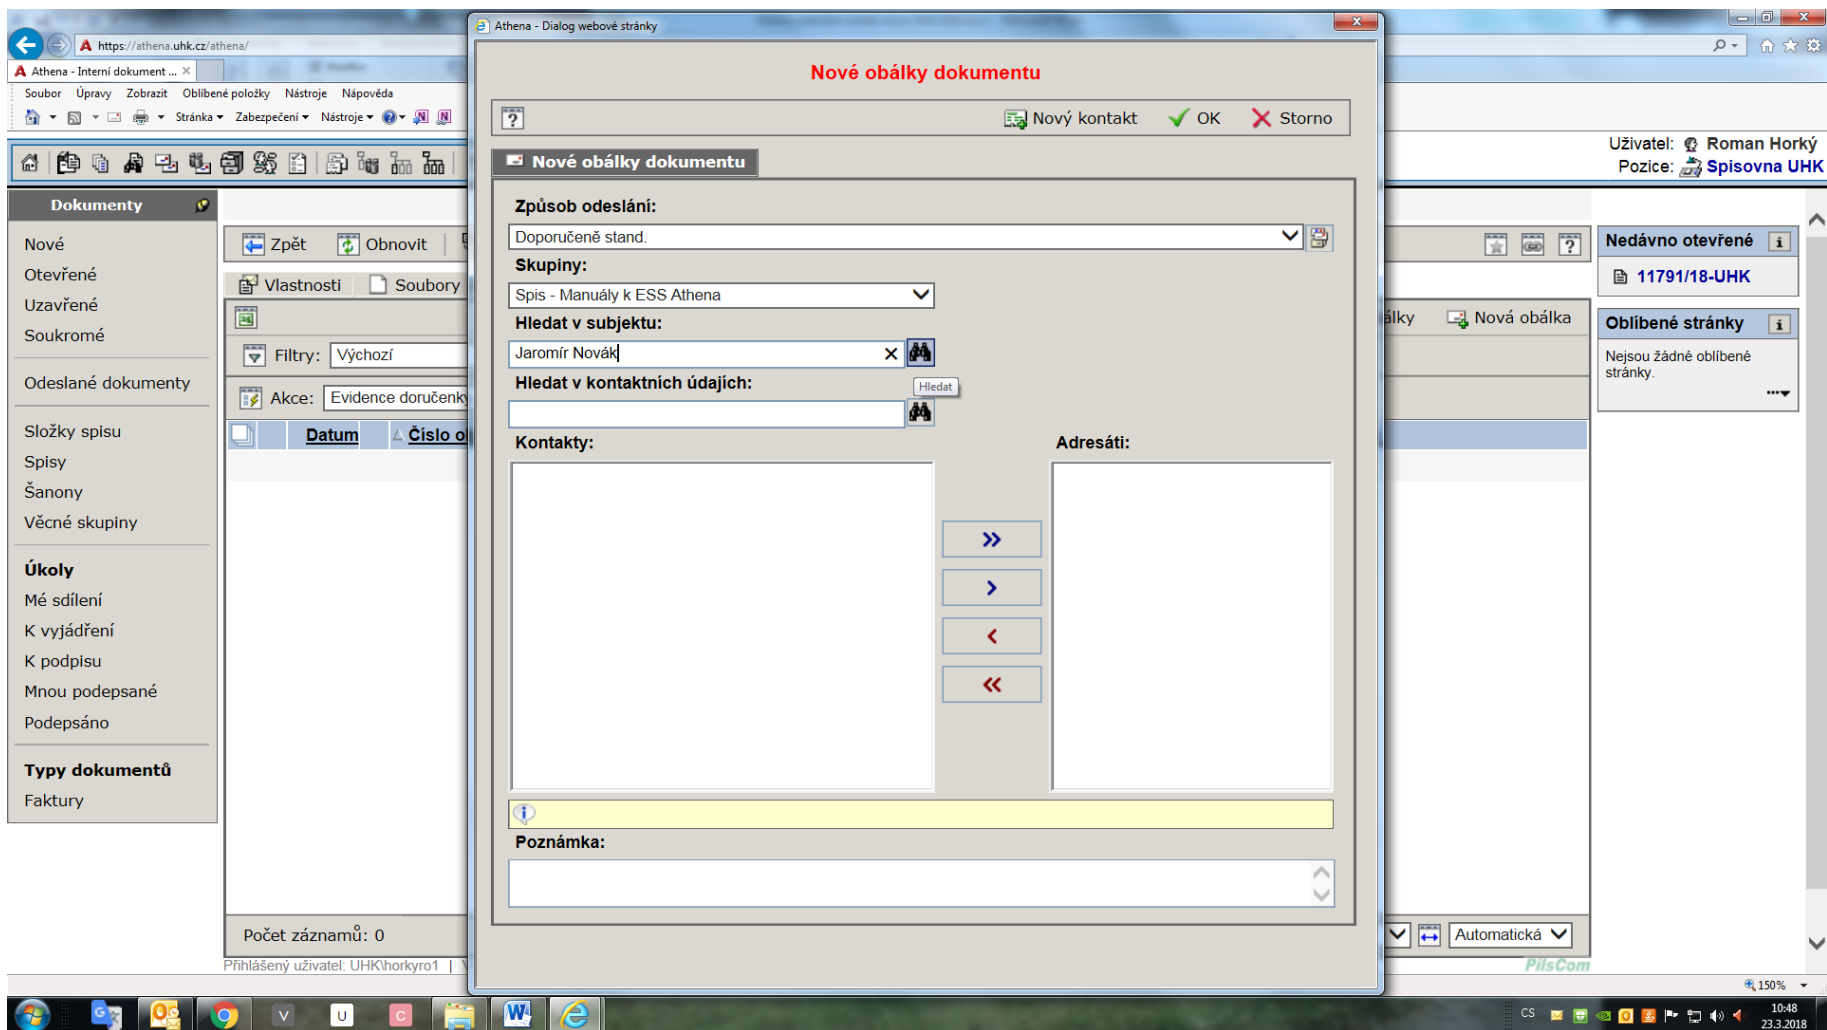 Athena - Dialog webové stránky
https://athena.uhk.cz/athena/
Athena - Interní dokument ...
Soubor Úpravy Zobrazit Oblíbené položky Nástroje Nápověda
Stránka Zabezpečení Nástroje
Uživatel: Roman Horký
Pozice: Spisovna UHK
Dokumenty
Nové
Otevřené
Uzavřené
Soukromé
Odeslané dokumenty
Složky spisu
Spisy
Šanony
Věcné skupiny
Úkoly
Mé sdílení
K vyjádření
K podpisu
Mnou podepsané
Podepsáno
Typy dokumentů
Faktury
Zpět Obnovit
Vlastnosti Soubory
Filtry: Výchozí
Akce: Evidence doručenky
Datum Číslo o
Počet záznamů: 0
Přihlášený uživatel: UHK\horkyro1 | V
Nové obálky dokumentu
Nový kontakt OK Storno
Nové obálky dokumentu
Způsob odeslání:
Doporučeně stand.
Skupiny:
Spis - Manuály k ESS Athena
Hledat v subjektu:
Jaromír Novák
Hledat v kontaktních údajích:
Hledat
Kontakty: Adresáti:
Poznámka:
álky Nová obálka
Automatická
PilsCom
Nedávno otevřené
11791/18-UHK
Oblíbené stránky
Nejsou žádné oblíbené
stránky.
150%
V U C
CS
10:48
23.3.2018